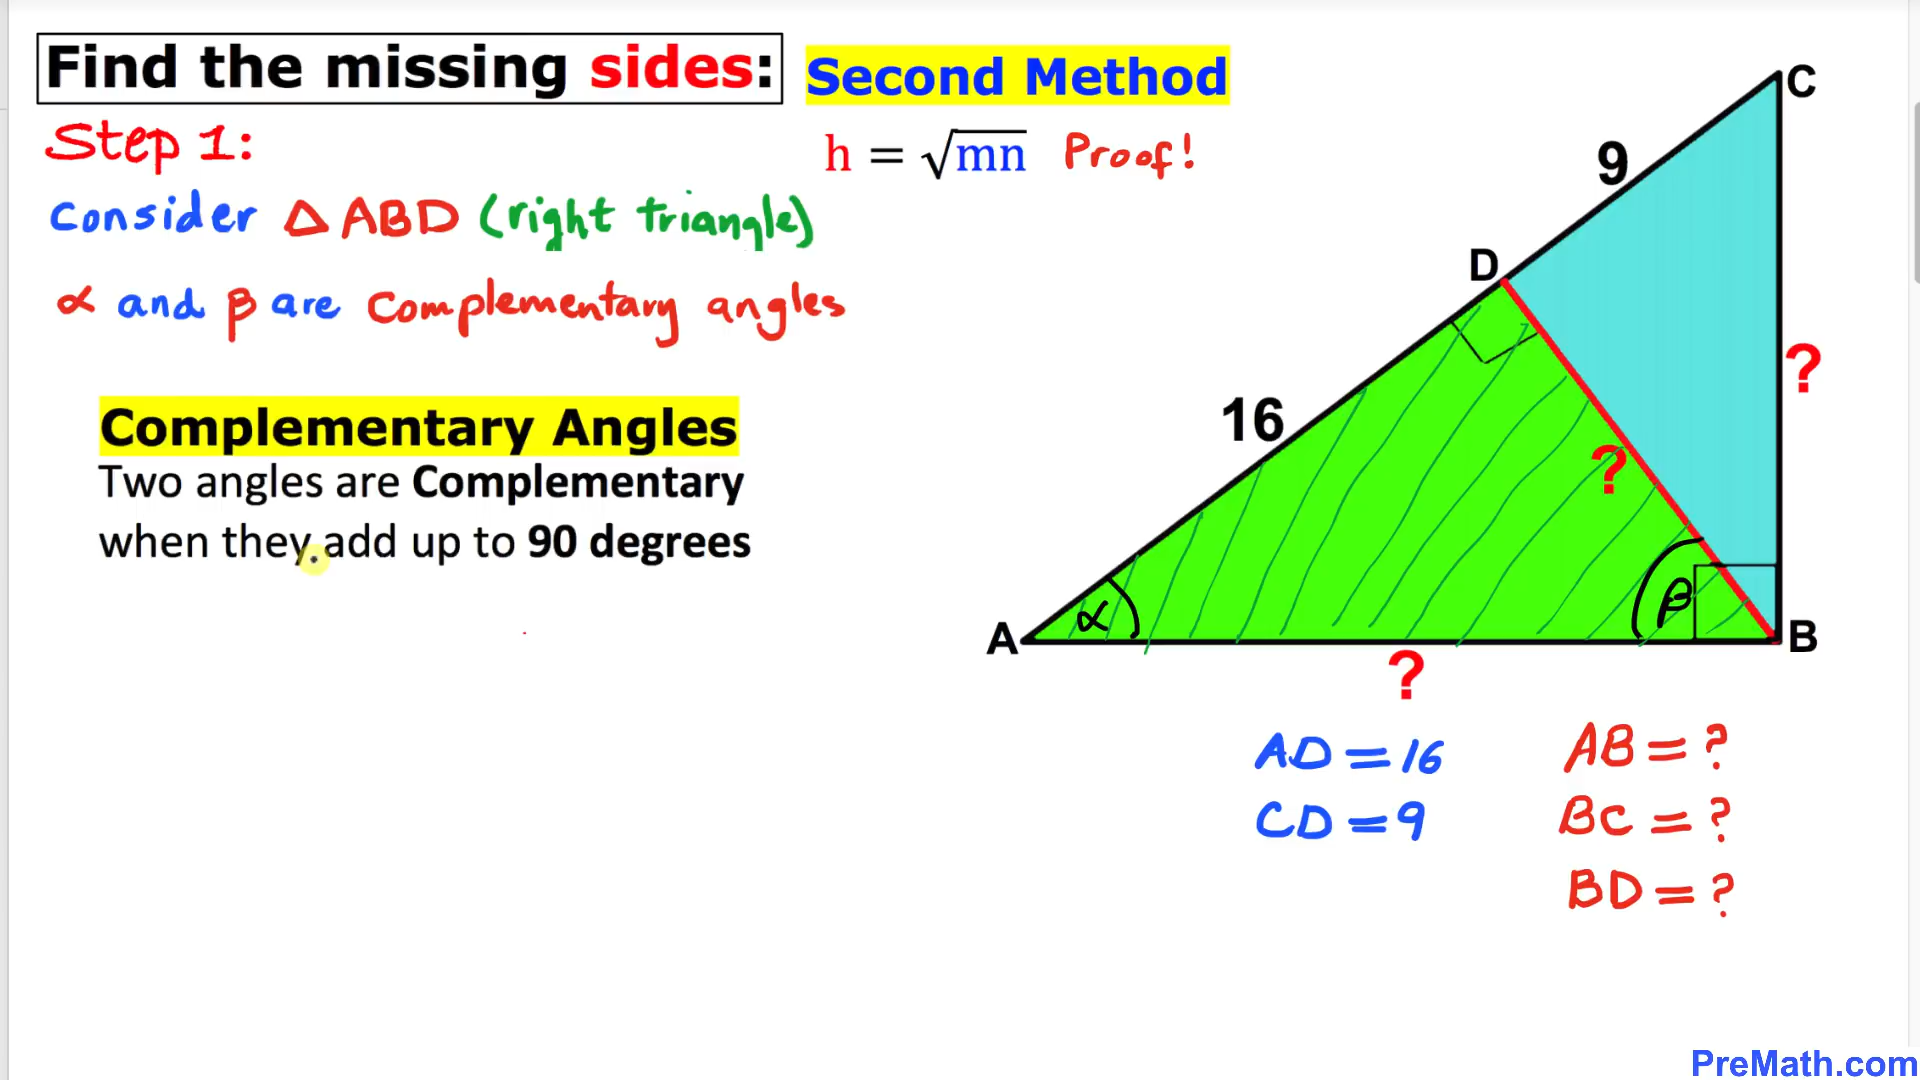 Find the missing sides:
Second Method
Step 1:
h = √mn Proof!
Consider △ ABD (right triangle)
α and β are Complementary angles
Complementary Angles
Two angles are Complementary
when they add up to 90 degrees
C
9
D
?
16
?
α
β
A
B
?
AD = 16
AB = ?
CD = 9
BC = ?
BD = ?
PreMath.com